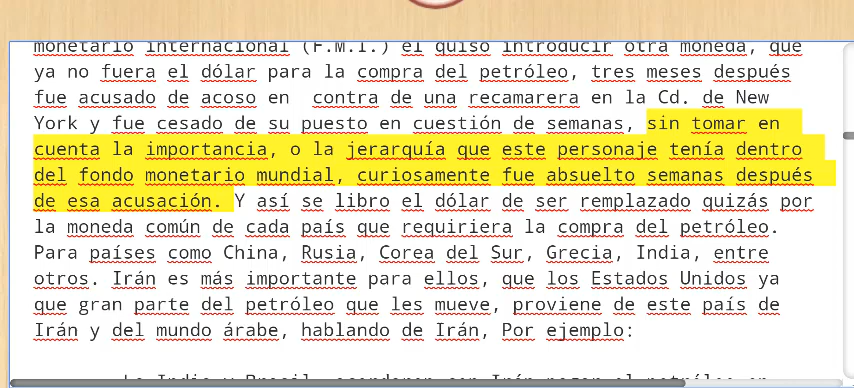 monetario internacional (F.M.I.) el quiso introducir otra moneda, que
ya no fuera el dólar para la compra del petróleo, tres meses después
fue acusado de acoso en  contra de una recamarera en la Cd. de New
York y fue cesado de su puesto en cuestión de semanas, sin tomar en
cuenta la importancia, o la jerarquía que este personaje tenía dentro
del fondo monetario mundial, curiosamente fue absuelto semanas después
de esa acusación. Y así se libro el dólar de ser remplazado quizás por
la moneda común de cada país que requiriera la compra del petróleo.
Para países como China, Rusia, Corea del Sur, Grecia, India, entre
otros. Irán es más importante para ellos, que los Estados Unidos ya
que gran parte del petróleo que les mueve, proviene de este país de
Irán y del mundo árabe, hablando de Irán, Por ejemplo: